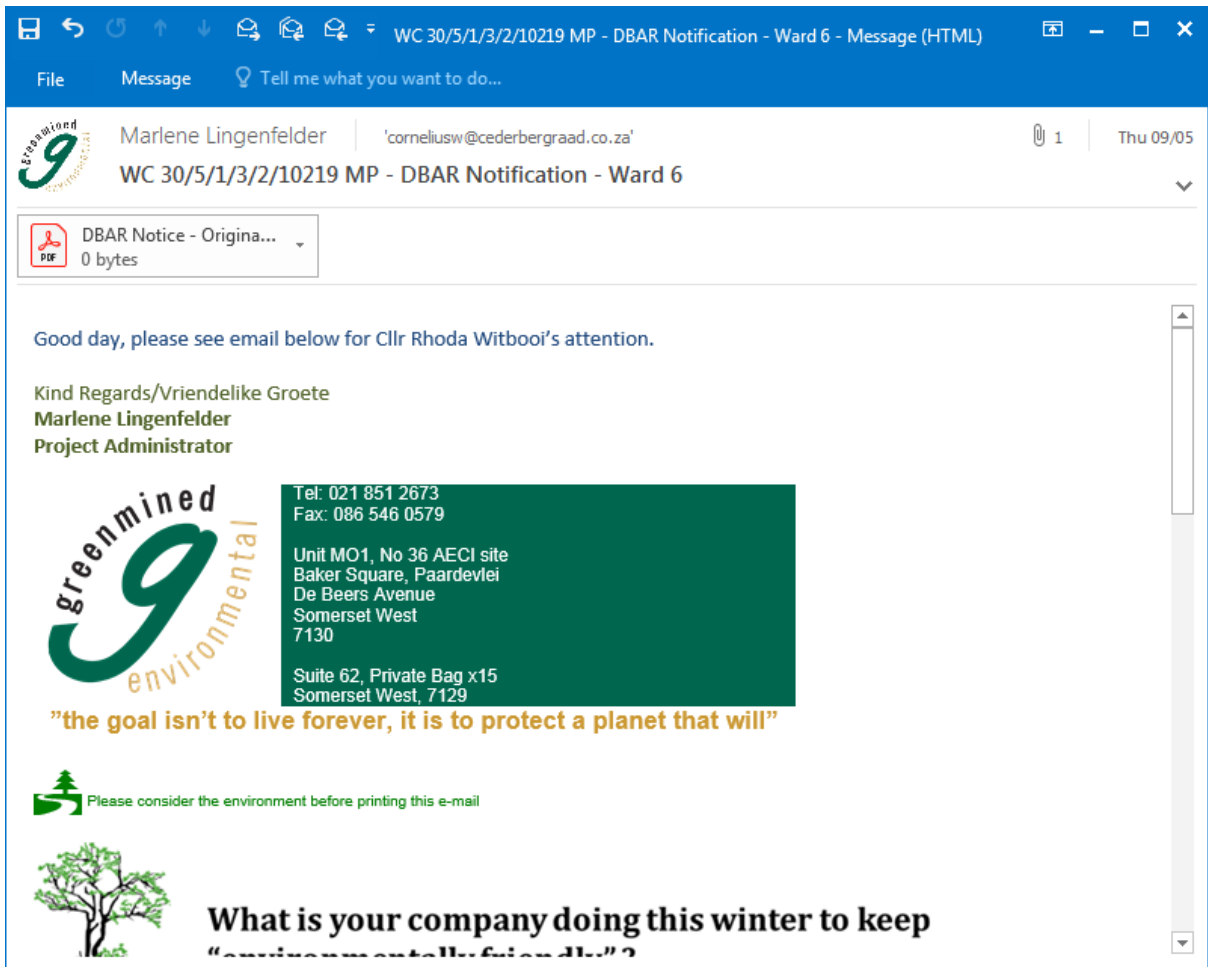 WC 30/5/1/3/2/10219 MP - DBAR Notification - Ward 6 - Message (HTML)
File Message Tell me what you want to do...
greenmined
g
environmental
Marlene Lingenfelder 'corneliusw@cederbergraad.co.za' 1 Thu 09/05
WC 30/5/1/3/2/10219 MP - DBAR Notification - Ward 6
PDF
DBAR Notice - Origina...
0 bytes
Good day, please see email below for Cllr Rhoda Witbooi's attention.
Kind Regards/Vriendelike Groete
Marlene Lingenfelder
Project Administrator
greenmined
g
environmental
Tel: 021 851 2673
Fax: 086 546 0579
Unit MO1, No 36 AECI site
Baker Square, Paardevlei
De Beers Avenue
Somerset West
7130
Suite 62, Private Bag x15
Somerset West, 7129
"the goal isn't to live forever, it is to protect a planet that will"
Please consider the environment before printing this e-mail
What is your company doing this winter to keep
"environmentally friendly"?